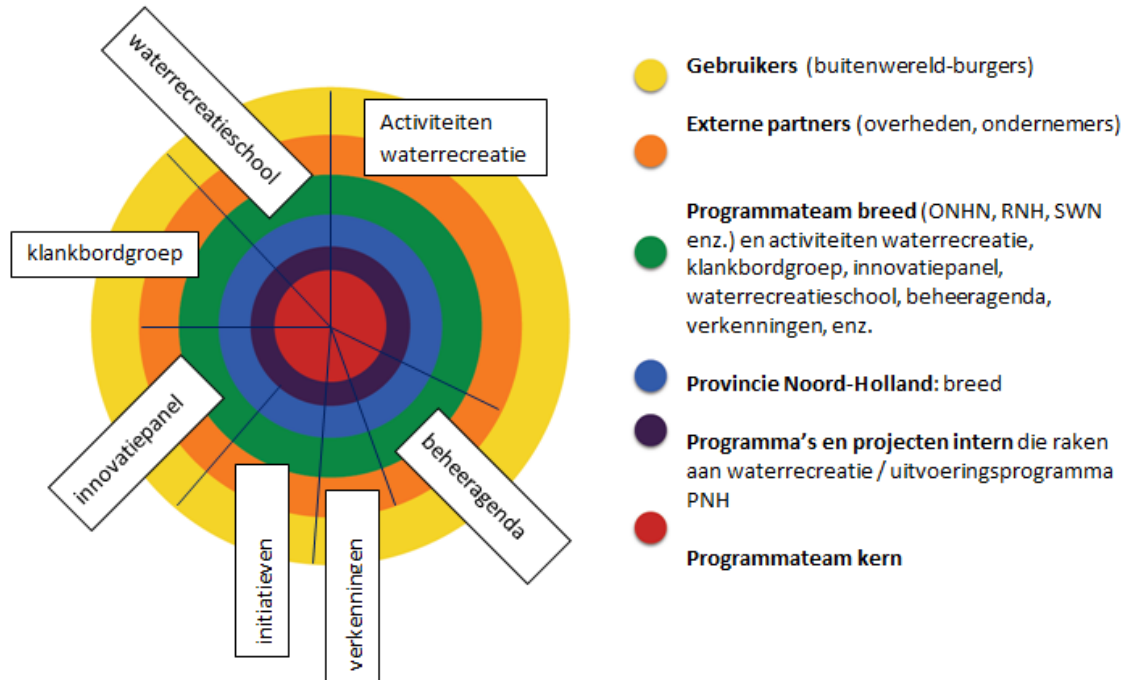 waterrecreatieschool
Activiteiten
waterrecreatie
klankbordgroep
innovatiepanel
initiatieven
verkenningen
beheeragenda
Gebruikers (buitenwereld-burgers)
Externe partners (overheden, ondernemers)
Programmateam breed (ONHN, RNH, SWN
enz.) en activiteiten waterrecreatie,
klankbordgroep, innovatiepanel,
waterrecreatieschool, beheeragenda,
verkenningen, enz.
Provincie Noord-Holland: breed
Programma's en projecten intern die raken
aan waterrecreatie / uitvoeringsprogramma
PNH
Programmateam kern